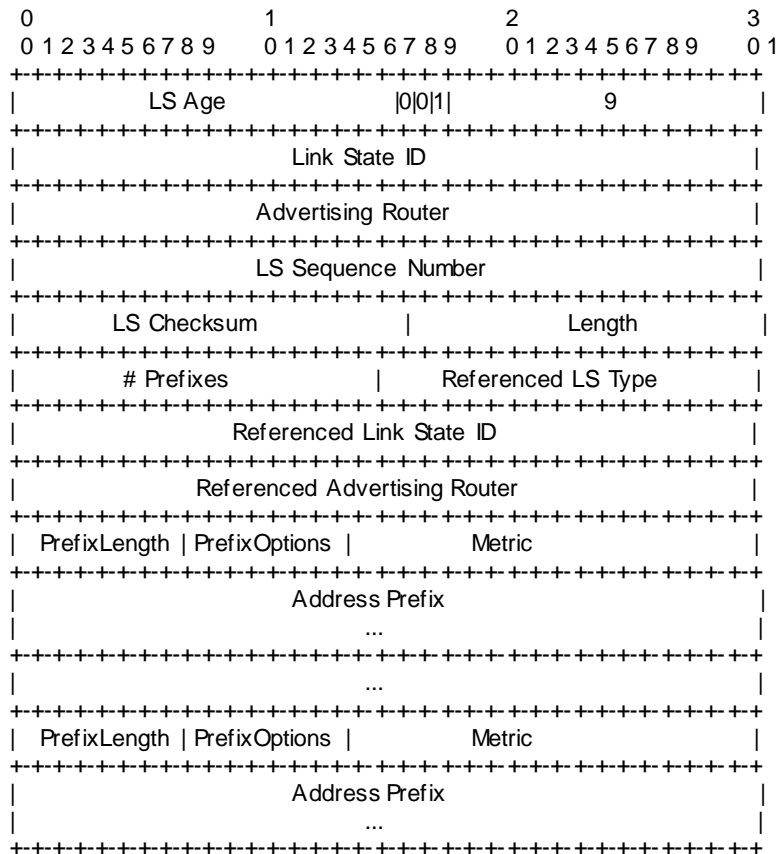 0 1 2 3
0 1 2 3 4 5 6 7 8 9 0 1 2 3 4 5 6 7 8 9 0 1 2 3 4 5 6 7 8 9 0 1
+-+-+-+-+-+-+-+-+-+-+-+-+-+-+-+-+-+-+-+-+-+-+-+-+-+-+-+-+-+-+-+-+
| LS Age |0|0|1| 9 |
+-+-+-+-+-+-+-+-+-+-+-+-+-+-+-+-+-+-+-+-+-+-+-+-+-+-+-+-+-+-+-+-+
| Link State ID |
+-+-+-+-+-+-+-+-+-+-+-+-+-+-+-+-+-+-+-+-+-+-+-+-+-+-+-+-+-+-+-+-+
| Advertising Router |
+-+-+-+-+-+-+-+-+-+-+-+-+-+-+-+-+-+-+-+-+-+-+-+-+-+-+-+-+-+-+-+-+
| LS Sequence Number |
+-+-+-+-+-+-+-+-+-+-+-+-+-+-+-+-+-+-+-+-+-+-+-+-+-+-+-+-+-+-+-+-+
| LS Checksum | Length |
+-+-+-+-+-+-+-+-+-+-+-+-+-+-+-+-+-+-+-+-+-+-+-+-+-+-+-+-+-+-+-+-+
| # Prefixes | Referenced LS Type |
+-+-+-+-+-+-+-+-+-+-+-+-+-+-+-+-+-+-+-+-+-+-+-+-+-+-+-+-+-+-+-+-+
| Referenced Link State ID |
+-+-+-+-+-+-+-+-+-+-+-+-+-+-+-+-+-+-+-+-+-+-+-+-+-+-+-+-+-+-+-+-+
| Referenced Advertising Router |
+-+-+-+-+-+-+-+-+-+-+-+-+-+-+-+-+-+-+-+-+-+-+-+-+-+-+-+-+-+-+-+-+
| PrefixLength | PrefixOptions | Metric |
+-+-+-+-+-+-+-+-+-+-+-+-+-+-+-+-+-+-+-+-+-+-+-+-+-+-+-+-+-+-+-+-+
| Address Prefix |
| ... |
+-+-+-+-+-+-+-+-+-+-+-+-+-+-+-+-+-+-+-+-+-+-+-+-+-+-+-+-+-+-+-+-+
| ... |
+-+-+-+-+-+-+-+-+-+-+-+-+-+-+-+-+-+-+-+-+-+-+-+-+-+-+-+-+-+-+-+-+
| PrefixLength | PrefixOptions | Metric |
+-+-+-+-+-+-+-+-+-+-+-+-+-+-+-+-+-+-+-+-+-+-+-+-+-+-+-+-+-+-+-+-+
| Address Prefix |
| ... |
+-+-+-+-+-+-+-+-+-+-+-+-+-+-+-+-+-+-+-+-+-+-+-+-+-+-+-+-+-+-+-+-+